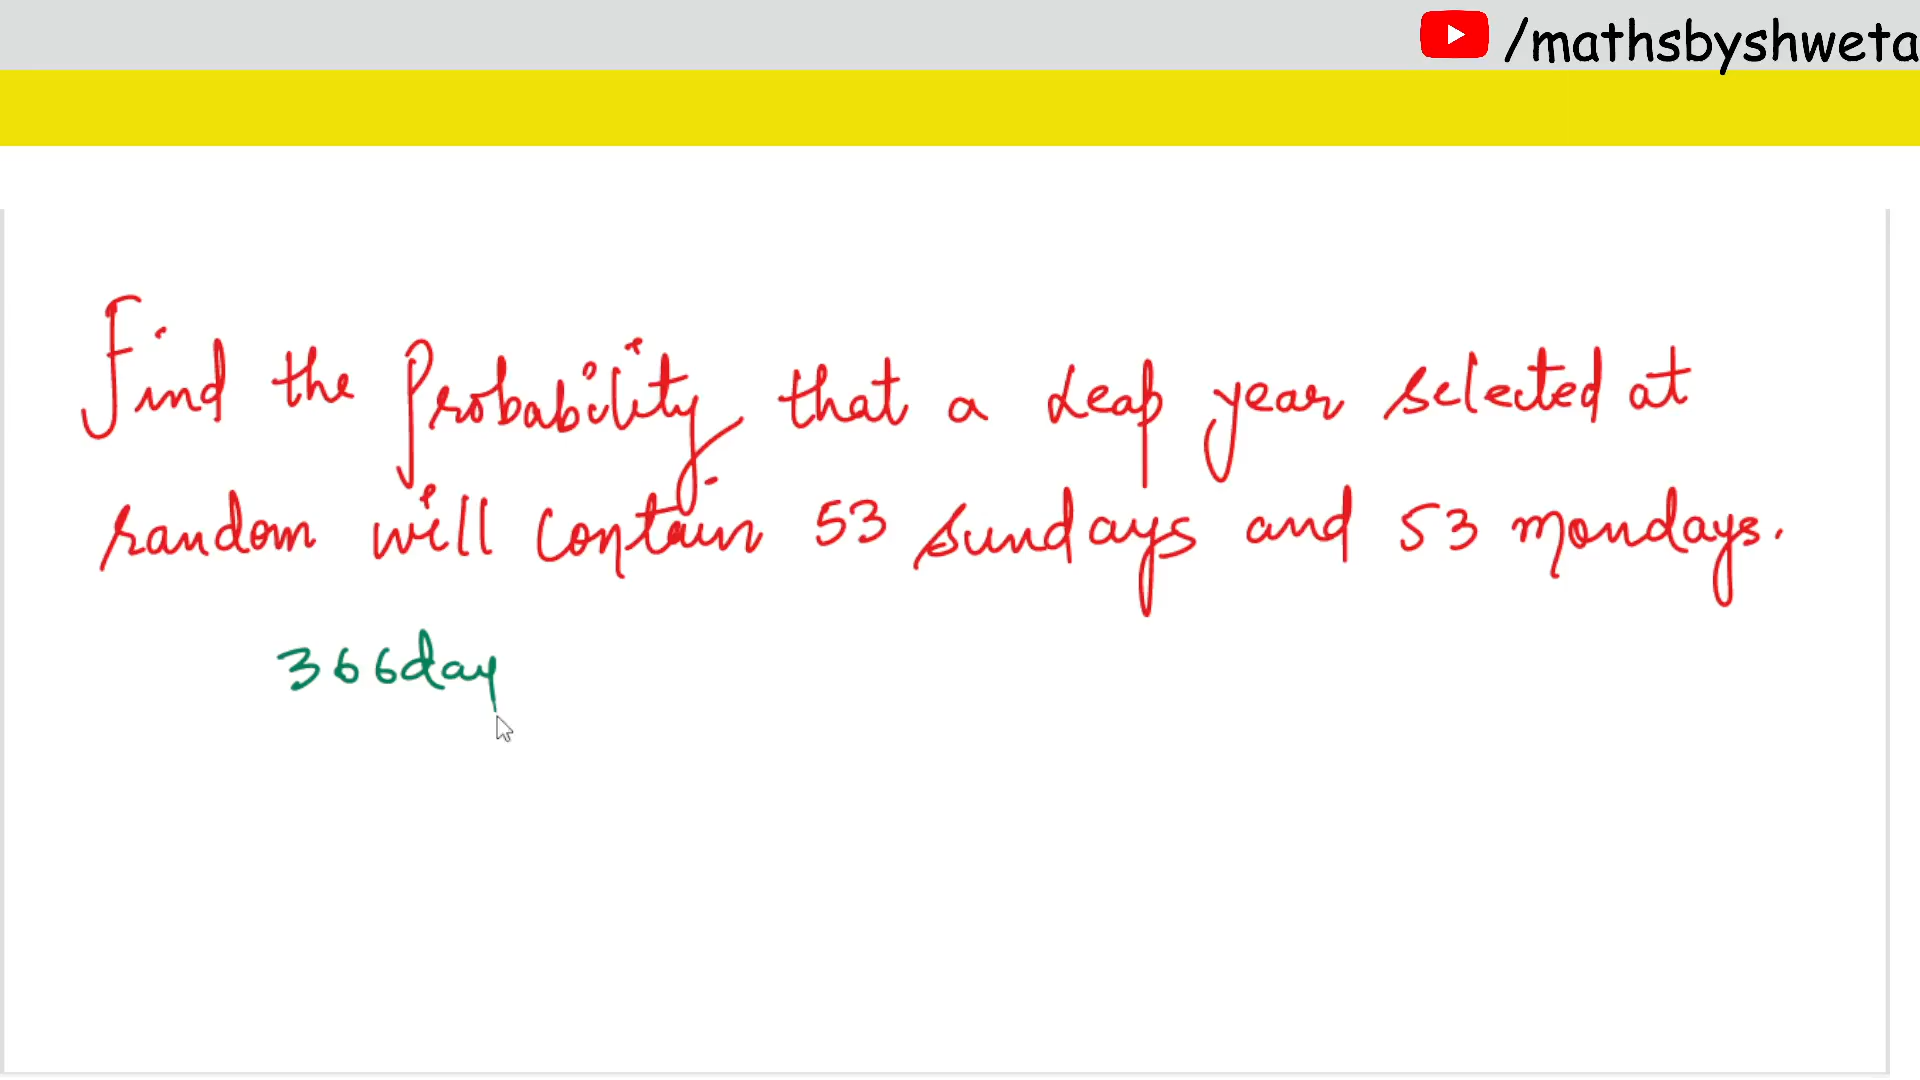 /mathsbyshweta
Find the Probability that a Leap year selected at
random will contain 53 sundays and 53 mondays.
366day